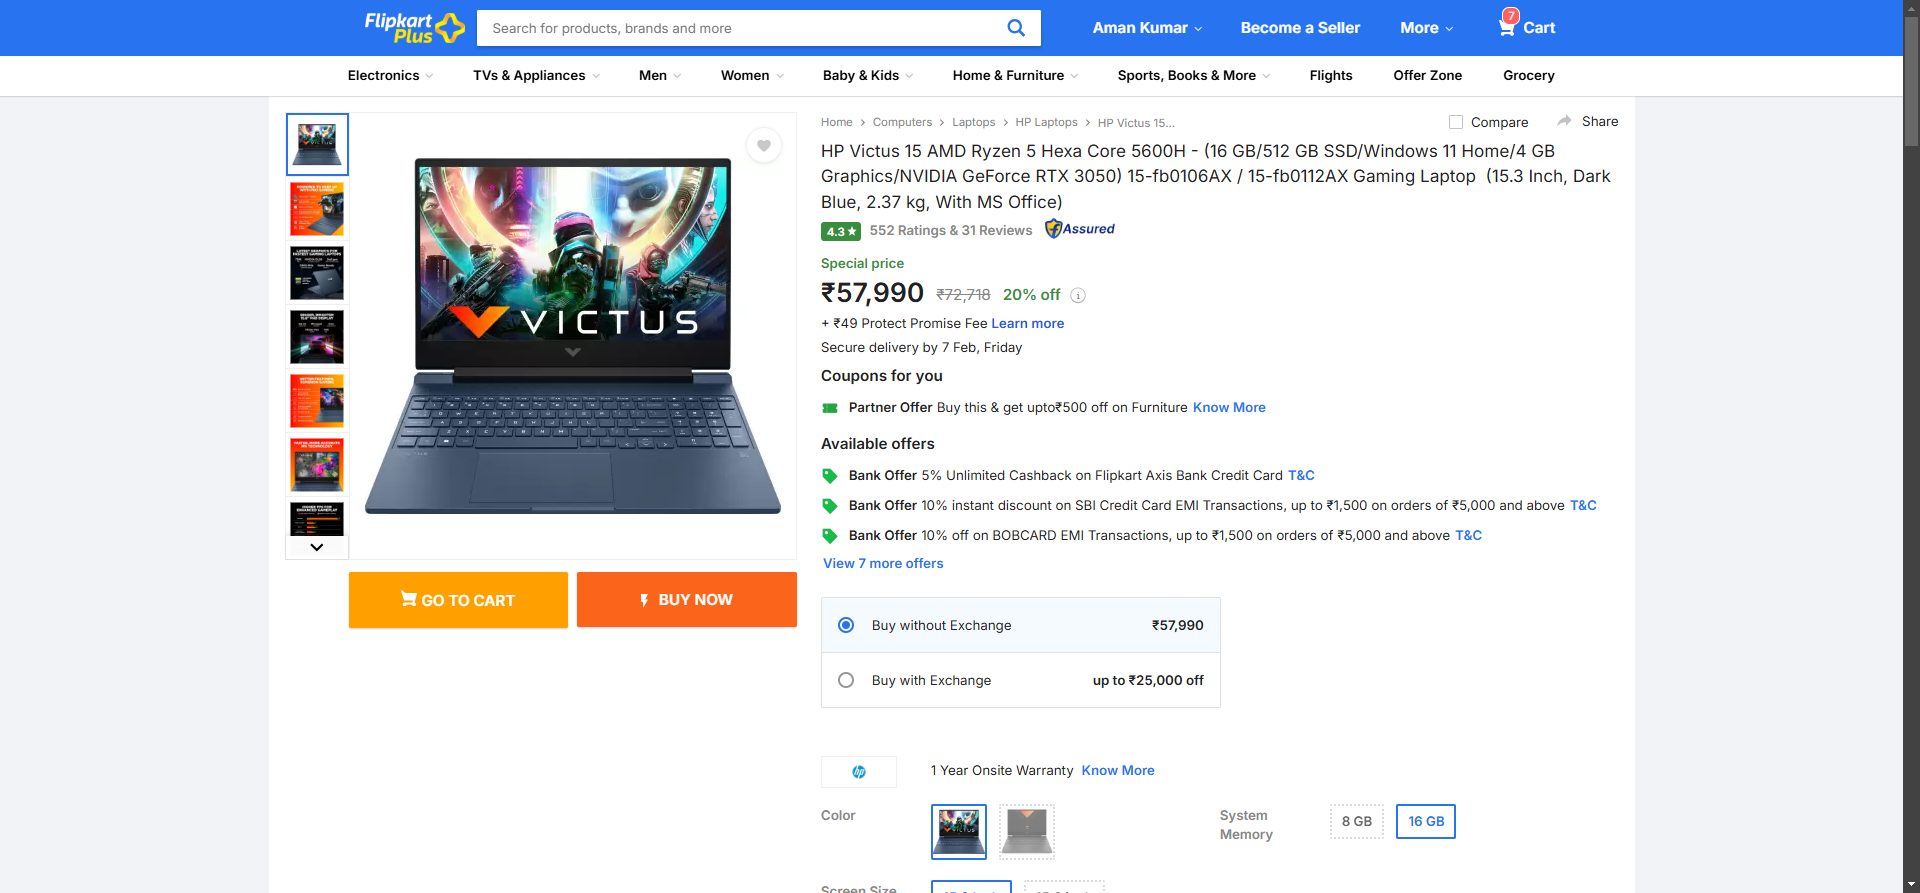 Flipkart
Plus
Search for products, brands and more
Aman Kumar
Become a Seller
More
7
Cart
Electronics
TVs & Appliances
Men
Women
Baby & Kids
Home & Furniture
Sports, Books & More
Flights
Offer Zone
Grocery
Home
Computers
Laptops
HP Laptops
HP Victus 15...
Compare
Share
HP Victus 15 AMD Ryzen 5 Hexa Core 5600H - (16 GB/512 GB SSD/Windows 11 Home/4 GB
Graphics/NVIDIA GeForce RTX 3050) 15-fb0106AX / 15-fb0112AX Gaming Laptop (15.3 Inch, Dark
Blue, 2.37 kg, With MS Office)
4.3
552 Ratings & 31 Reviews
Assured
Special price
₹57,990 ₹72,718 20% off
+ ₹49 Protect Promise Fee Learn more
Secure delivery by 7 Feb, Friday
Coupons for you
Partner Offer Buy this & get upto₹500 off on Furniture Know More
Available offers
Bank Offer 5% Unlimited Cashback on Flipkart Axis Bank Credit Card T&C
Bank Offer 10% instant discount on SBI Credit Card EMI Transactions, up to ₹1,500 on orders of ₹5,000 and above T&C
Bank Offer 10% off on BOBCARD EMI Transactions, up to ₹1,500 on orders of ₹5,000 and above T&C
View 7 more offers
VICTUS
GO TO CART
BUY NOW
Buy without Exchange ₹57,990
Buy with Exchange up to ₹25,000 off
hp
1 Year Onsite Warranty Know More
Color
VICTUS
System
Memory
8 GB
16 GB
Screen Size